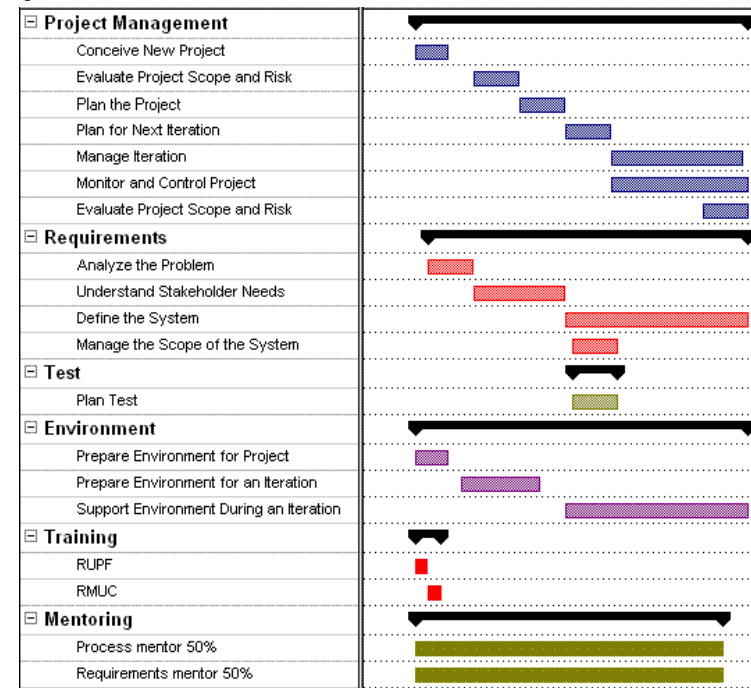 Project Management
Conceive New Project
Evaluate Project Scope and Risk
Plan the Project
Plan for Next Iteration
Manage Iteration
Monitor and Control Project
Evaluate Project Scope and Risk
Requirements
Analyze the Problem
Understand Stakeholder Needs
Define the System
Manage the Scope of the System
Test
Plan Test
Environment
Prepare Environment for Project
Prepare Environment for an Iteration
Support Environment During an Iteration
Training
RUPF
RMUC
Mentoring
Process mentor 50%
Requirements mentor 50%